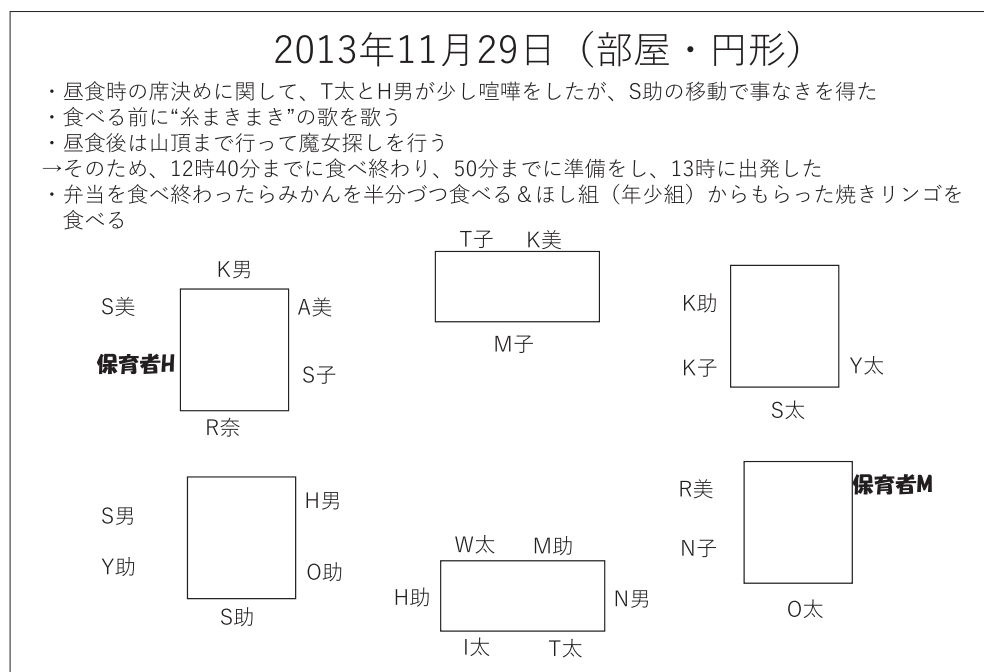 2013年11月29日（部屋・円形）
・昼食時の席決めに関して、T太とH男が少し喧嘩をしたが、S助の移動で事なきを得た
・食べる前に“糸まきまき”の歌を歌う
・昼食後は山頂まで行って魔女探しを行う
→そのため、12時40分までに食べ終わり、50分までに準備をし、13時に出発した
・弁当を食べ終わったらみかんを半分づつ食べる＆ほし組（年少組）からもらった焼きリンゴを
食べる
K男
S美
A美
保育者H
S子
R奈
T子 K美
M子
K助
K子
Y太
S太
S男
H男
Y助
O助
S助
W太 M助
H助
N男
I太 T太
R美
保育者M
N子
O太